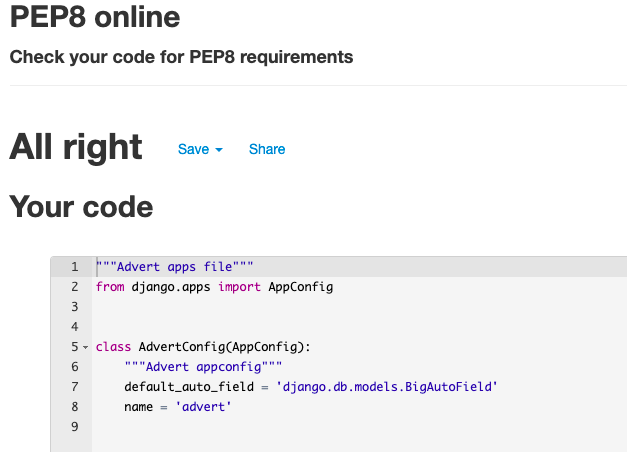 PEP8 online
Check your code for PEP8 requirements
All right Save Share
Your code
1 """Advert apps file"""
2 from django.apps import AppConfig
3
4
5 class AdvertConfig(AppConfig):
6     """Advert appconfig"""
7     default_auto_field = 'django.db.models.BigAutoField'
8     name = 'advert'
9